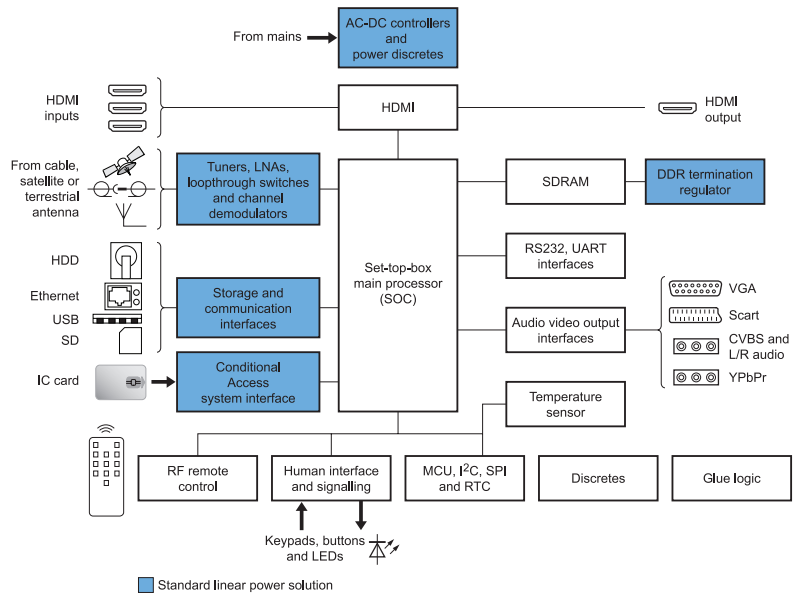 From mains
AC-DC controllers
and
power discretes
HDMI
inputs
HDMI
HDMI
output
From cable,
satellite or
terrestrial
antenna
Tuners, LNAs,
loopthrough switches
and channel
demodulators
Set-top-box
main processor
(SOC)
SDRAM
DDR termination
regulator
HDD
Ethernet
USB
SD
Storage and
communication
interfaces
RS232, UART
interfaces
Audio video output
interfaces
VGA
Scart
CVBS and
L/R audio
YPbPr
IC card
Conditional
Access
system interface
Temperature
sensor
RF remote
control
Human interface
and signalling
MCU, I²C, SPI
and RTC
Discretes
Glue logic
Keypads, buttons
and LEDs
Standard linear power solution